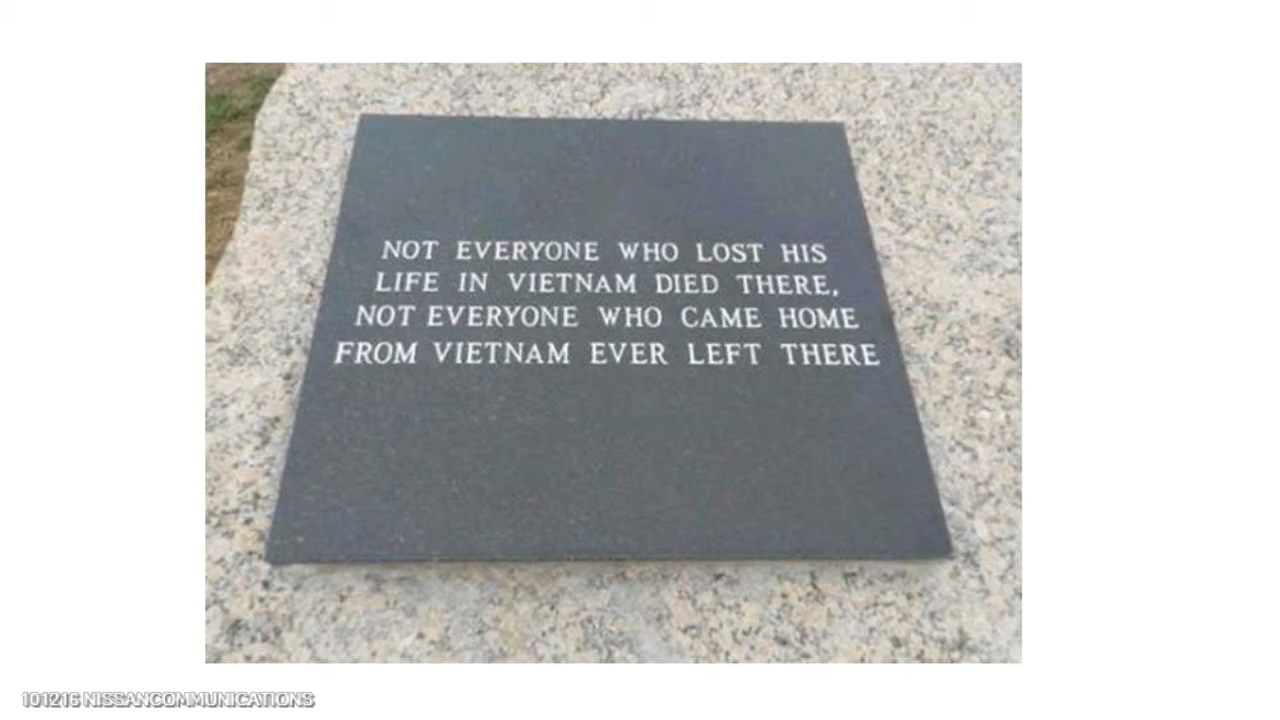 NOT EVERYONE WHO LOST HIS
LIFE IN VIETNAM DIED THERE,
NOT EVERYONE WHO CAME HOME
FROM VIETNAM EVER LEFT THERE
101216 NISSANCOMMUNICATIONS